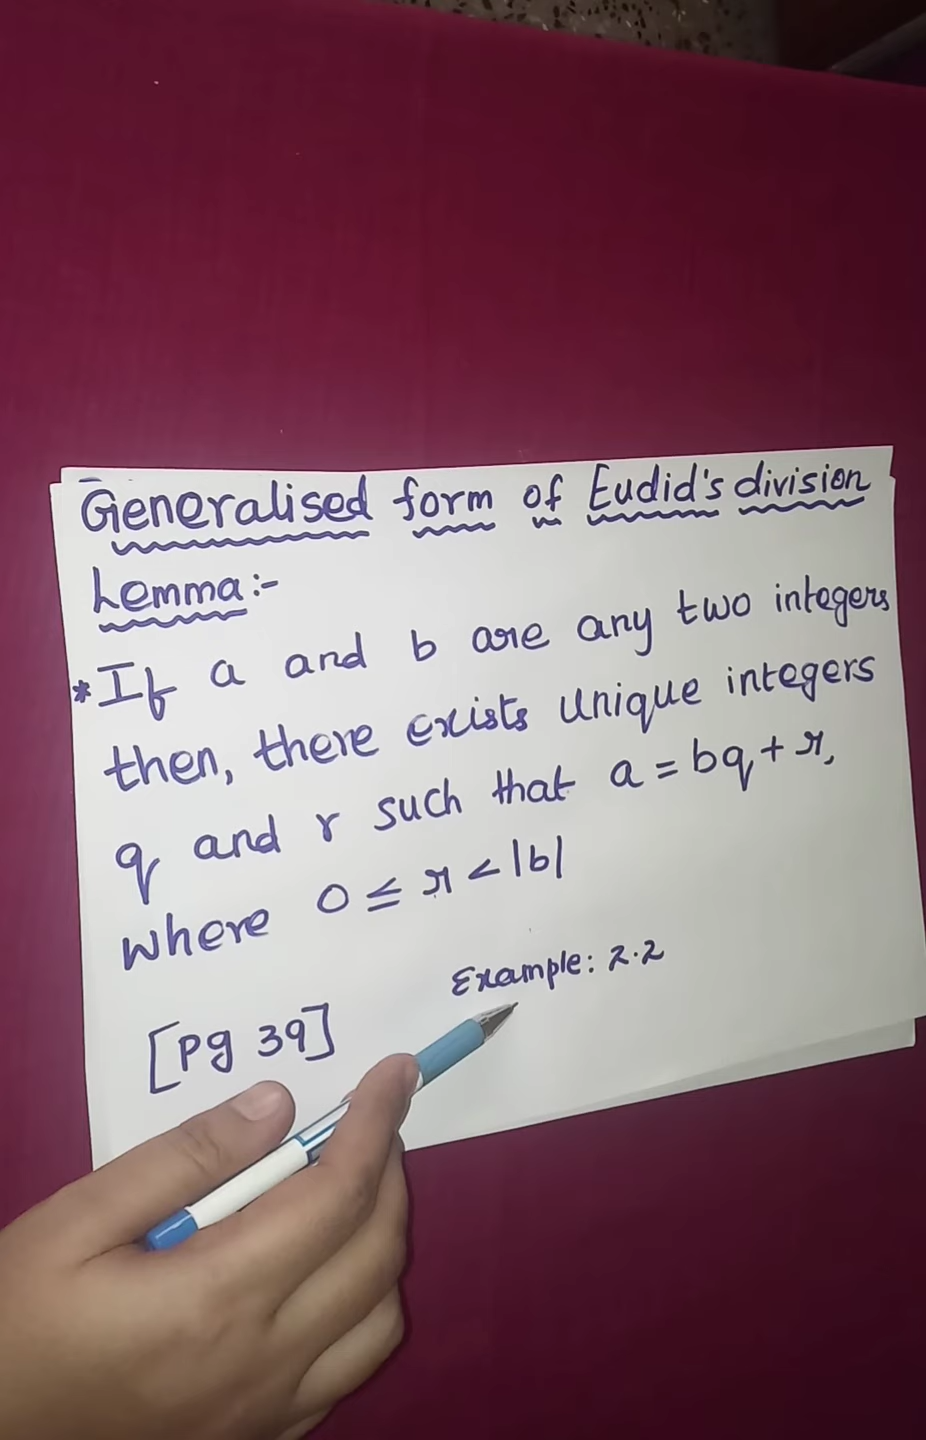 Generalised form of Euclid's division
Lemma:-
*If a and b are any two integers
then, there exists unique integers
q and r such that a = bq + r,
where 0 ≤ r < |b|
Example: 2.2
[Pg 39]